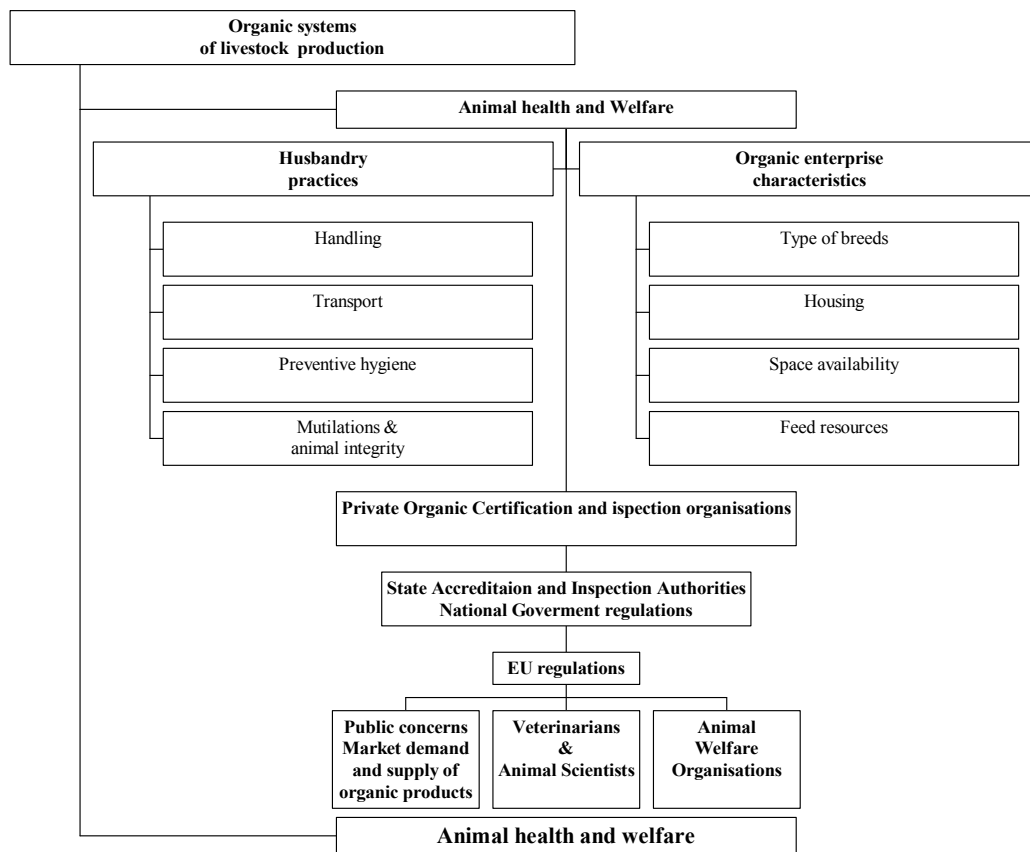 Organic systems
of livestock production
Animal health and Welfare
Husbandry
practices
Organic enterprise
characteristics
Handling
Transport
Preventive hygiene
Mutilations &
animal integrity
Type of breeds
Housing
Space availability
Feed resources
Private Organic Certification and ispection organisations
State Accreditaion and Inspection Authorities
National Goverment regulations
EU regulations
Public concerns
Market demand
and supply of
organic products
Veterinarians
&
Animal Scientists
Animal
Welfare
Organisations
Animal health and welfare